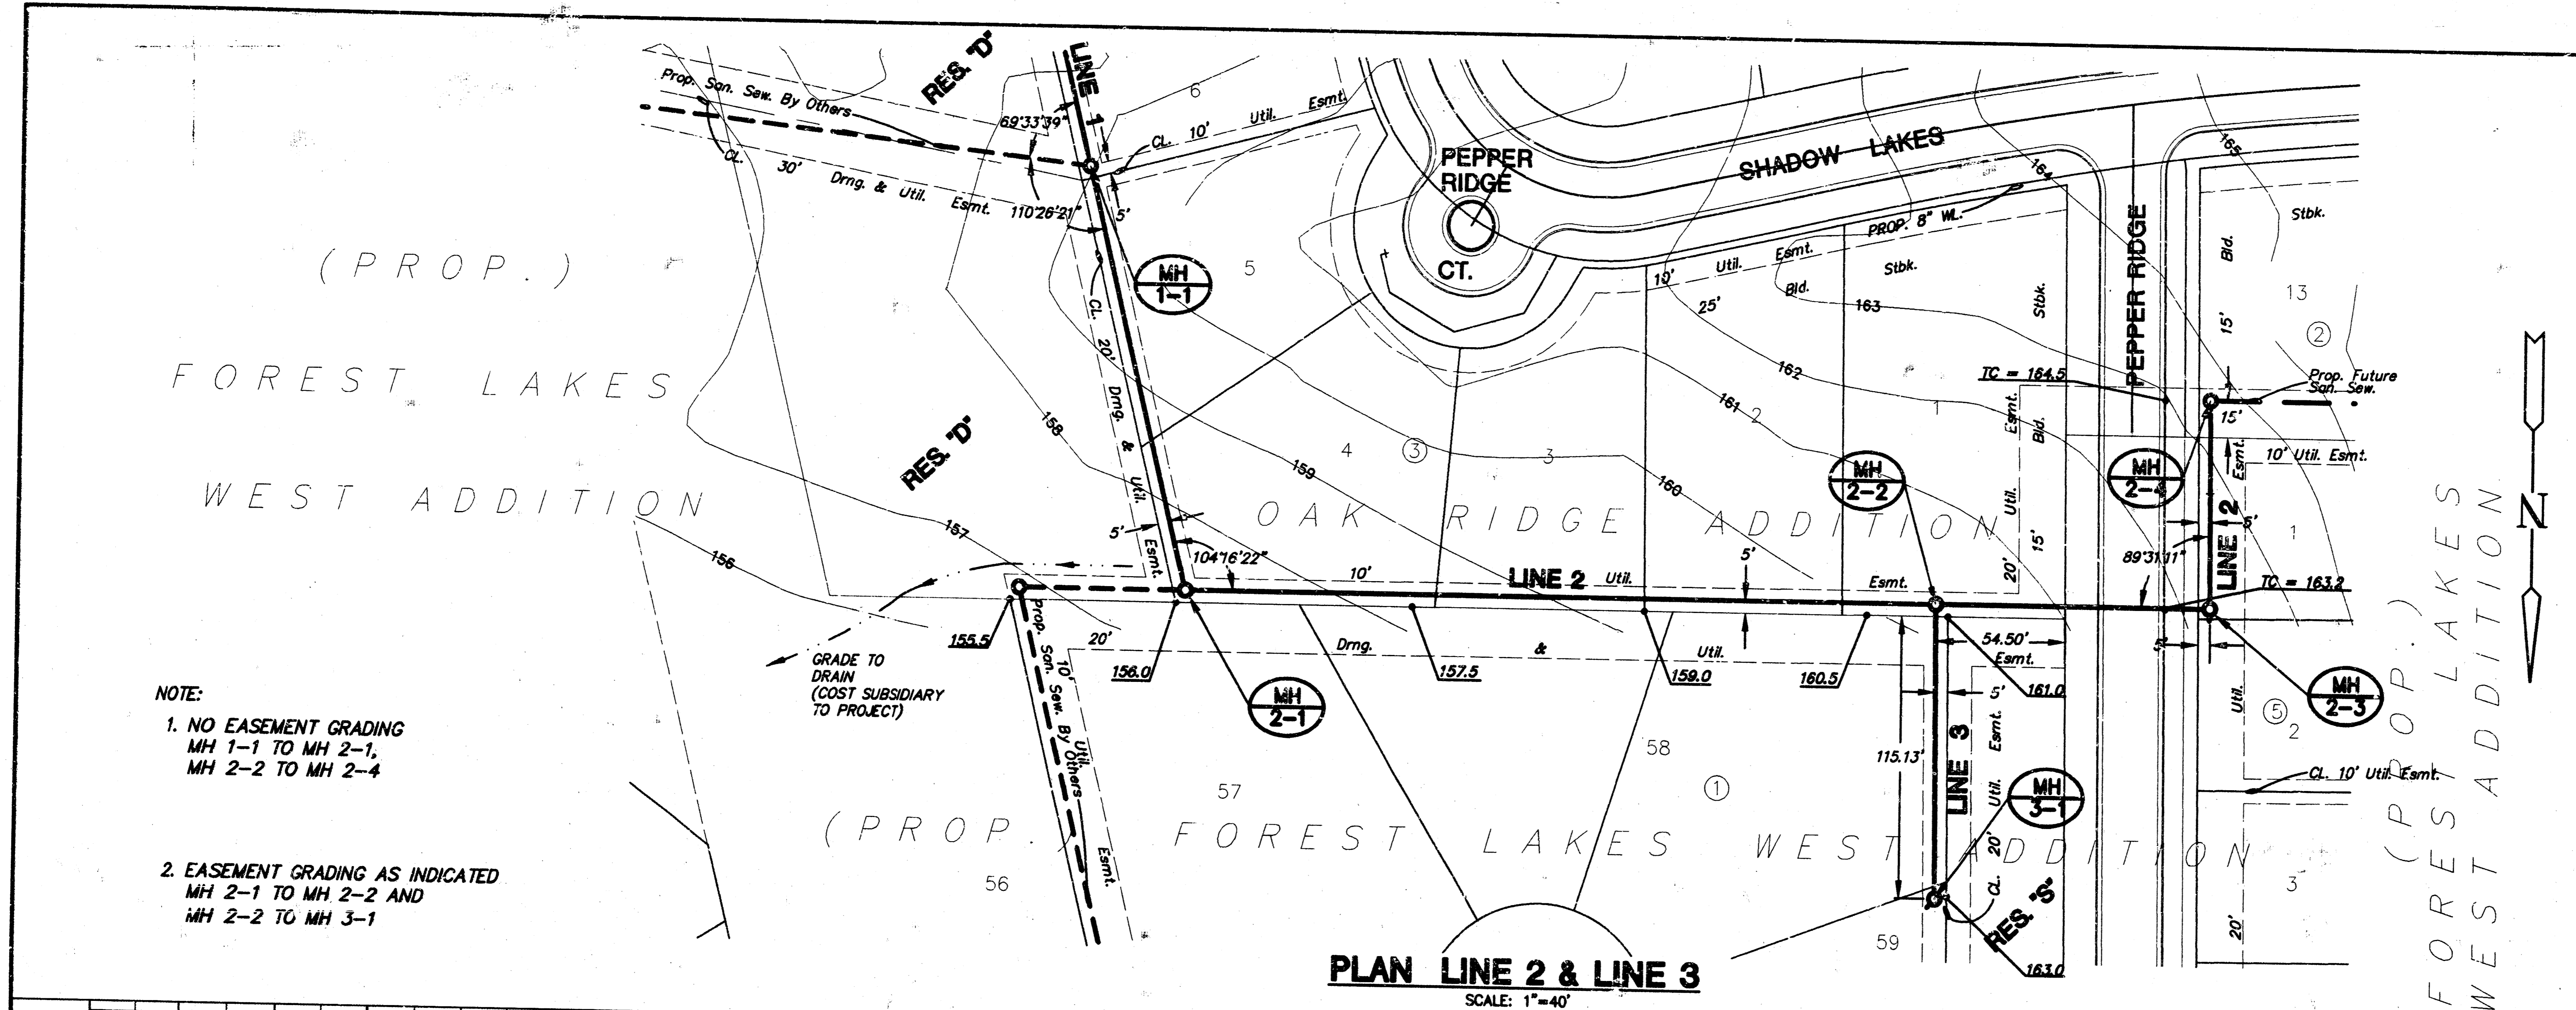 RES. "D"
LINE 1
Prop. San. Sew. By Others
CL.
30' Drng. & Util. Esmt.
69°33'39"
110°26'21"
5'
6
CL. 10' Util. Esmt.
5
MH
1-1
CL. 20' Drng. & Util. Esmt.
PEPPER
RIDGE
CT.
SHADOW LAKES
PROP. 8" WL.
10' Util. Esmt.
25' Bld. Stbk.
PEPPER RIDGE
164
165
Stbk.
15' Bld.
13
2
(PROP.)
FOREST LAKES
WEST ADDITION
RES. "D"
158
157
156
159
160
161
162
163
4
3
3
2
1
TC = 164.5
Stbk.
15' Bld.
20' Util. Esmt.
Prop. Future
San. Sew.
15'
10' Util. Esmt.
Esmt.
MH
2-2
MH
2-4
OAK RIDGE ADDITION
5'
104°16'22"
10' Util. Esmt.
LINE 2
5'
89°31'11"
LINE 2
5'
1
TC = 163.2
N
155.5
156.0
157.5
159.0
160.5
161.0
20' Drng. & Util. Esmt.
54.50'
5'
5'
GRADE TO
DRAIN
(COST SUBSIDIARY
TO PROJECT)
Prop. San. Sew. By Others
10' Util. Esmt.
MH
2-1
MH
2-3
Util.
5
2
NOTE:
1. NO EASEMENT GRADING
MH 1-1 TO MH 2-1,
MH 2-2 TO MH 2-4
2. EASEMENT GRADING AS INDICATED
MH 2-1 TO MH 2-2 AND
MH 2-2 TO MH 3-1
115.13'
LINE 3
CL. 20' Util. Esmt.
MH
3-1
CL. 10' Util. Esmt.
58
57
1
56
59
(PROP.) FOREST LAKES WEST ADDITION
RES. "S"
163.0
20'
3
(PROP.)
FOREST LAKES
WEST ADDITION
PLAN LINE 2 & LINE 3
SCALE: 1"=40'